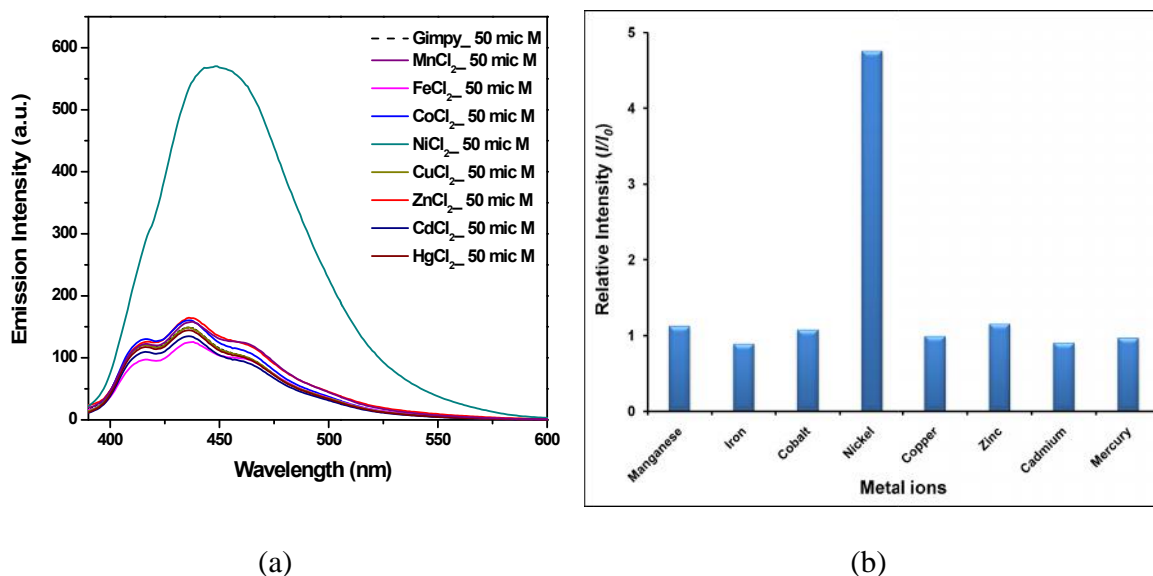 600
500
400
300
200
100
0
Emission Intensity (a.u.)
400 450 500 550 600
Wavelength (nm)
Gimpy_ 50 mic M
MnCl₂_ 50 mic M
FeCl₂_ 50 mic M
CoCl₂_ 50 mic M
NiCl₂_ 50 mic M
CuCl₂_ 50 mic M
ZnCl₂_ 50 mic M
CdCl₂_ 50 mic M
HgCl₂_ 50 mic M
(a)
5
4
3
2
1
0
Relative Intensity (I/I₀)
Manganese Iron Cobalt Nickel Copper Zinc Cadmium Mercury
Metal ions
(b)